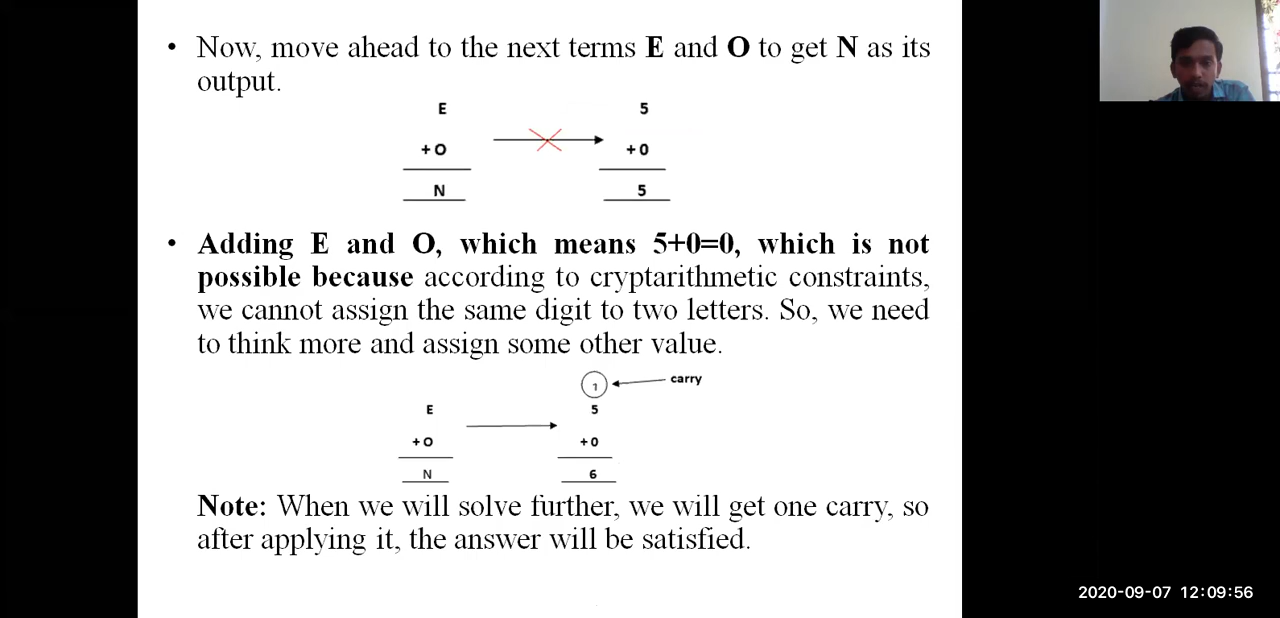 • Now, move ahead to the next terms E and O to get N as its
output.
E 5
+O +0
N 5
• Adding E and O, which means 5+0=0, which is not
possible because according to cryptarithmetic constraints,
we cannot assign the same digit to two letters. So, we need
to think more and assign some other value.
1 carry
E 5
+O +0
N 6
Note: When we will solve further, we will get one carry, so
after applying it, the answer will be satisfied.
2020-09-07 12:09:56